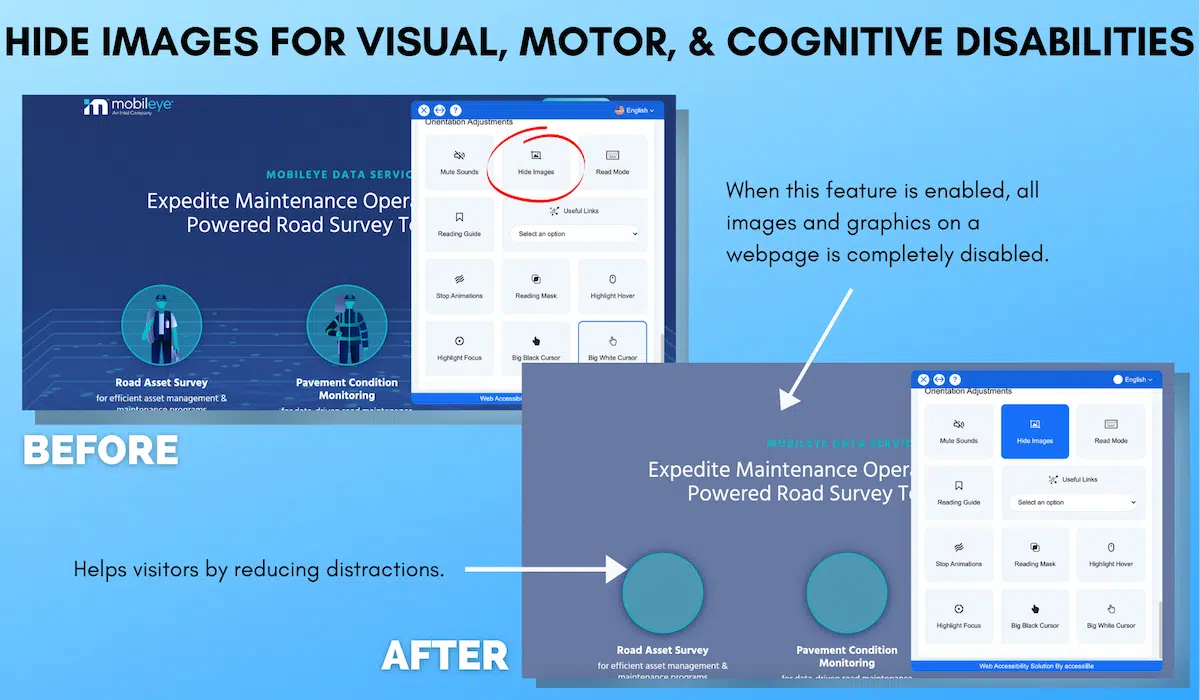 HIDE IMAGES FOR VISUAL, MOTOR, & COGNITIVE DISABILITIES
mobileye
An Intel Company
MOBILEYE DATA SERVIC
Expedite Maintenance Opera
Powered Road Survey To
Road Asset Survey
for efficient asset management &
maintenance programs
Pavement Condition
Monitoring
for data-driven road maintenance
English
Orientation Adjustments
Mute Sounds
Hide Images
Read Mode
Reading Guide
Useful Links
Select an option
Stop Animations
Reading Mask
Highlight Hover
Highlight Focus
Big Black Cursor
Big White Cursor
Web Accessib
BEFORE
When this feature is enabled, all
images and graphics on a
webpage is completely disabled.
Helps visitors by reducing distractions.
AFTER
MOBILEYE DATA SERVIC
Expedite Maintenance Opera
Powered Road Survey To
Road Asset Survey
for efficient asset management &
maintenance programs
Pavement Condition
Monitoring
for data-driven road maintenance
English
Orientation Adjustments
Mute Sounds
Hide Images
Read Mode
Reading Guide
Useful Links
Select an option
Stop Animations
Reading Mask
Highlight Hover
Highlight Focus
Big Black Cursor
Big White Cursor
Web Accessibility Solution By accessiBe